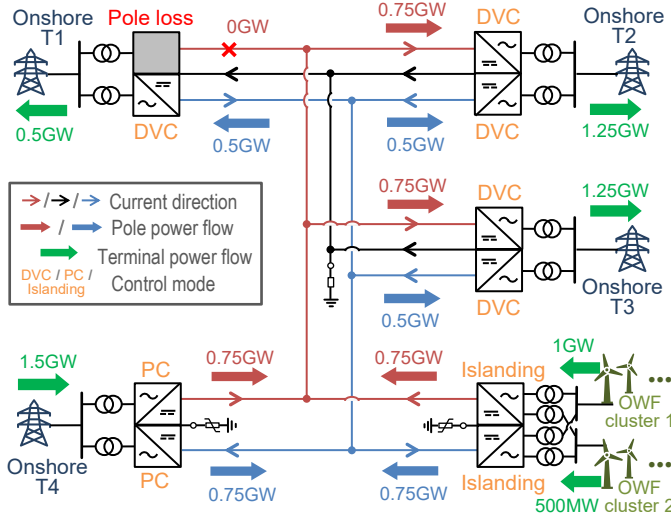 Onshore
T1
Pole loss
0GW
0.75GW
DVC
Onshore
T2
0.5GW
DVC
0.5GW
0.5GW
DVC
1.25GW
→/→/→ Current direction
/ Pole power flow
Terminal power flow
DVC / PC /
Islanding
Control mode
0.75GW
DVC
1.25GW
0.5GW
DVC
Onshore
T3
1.5GW
PC
0.75GW
0.75GW
Islanding
1GW
OWF
cluster 1
Onshore
T4
PC
0.75GW
0.75GW
Islanding
500MW
OWF
cluster 2